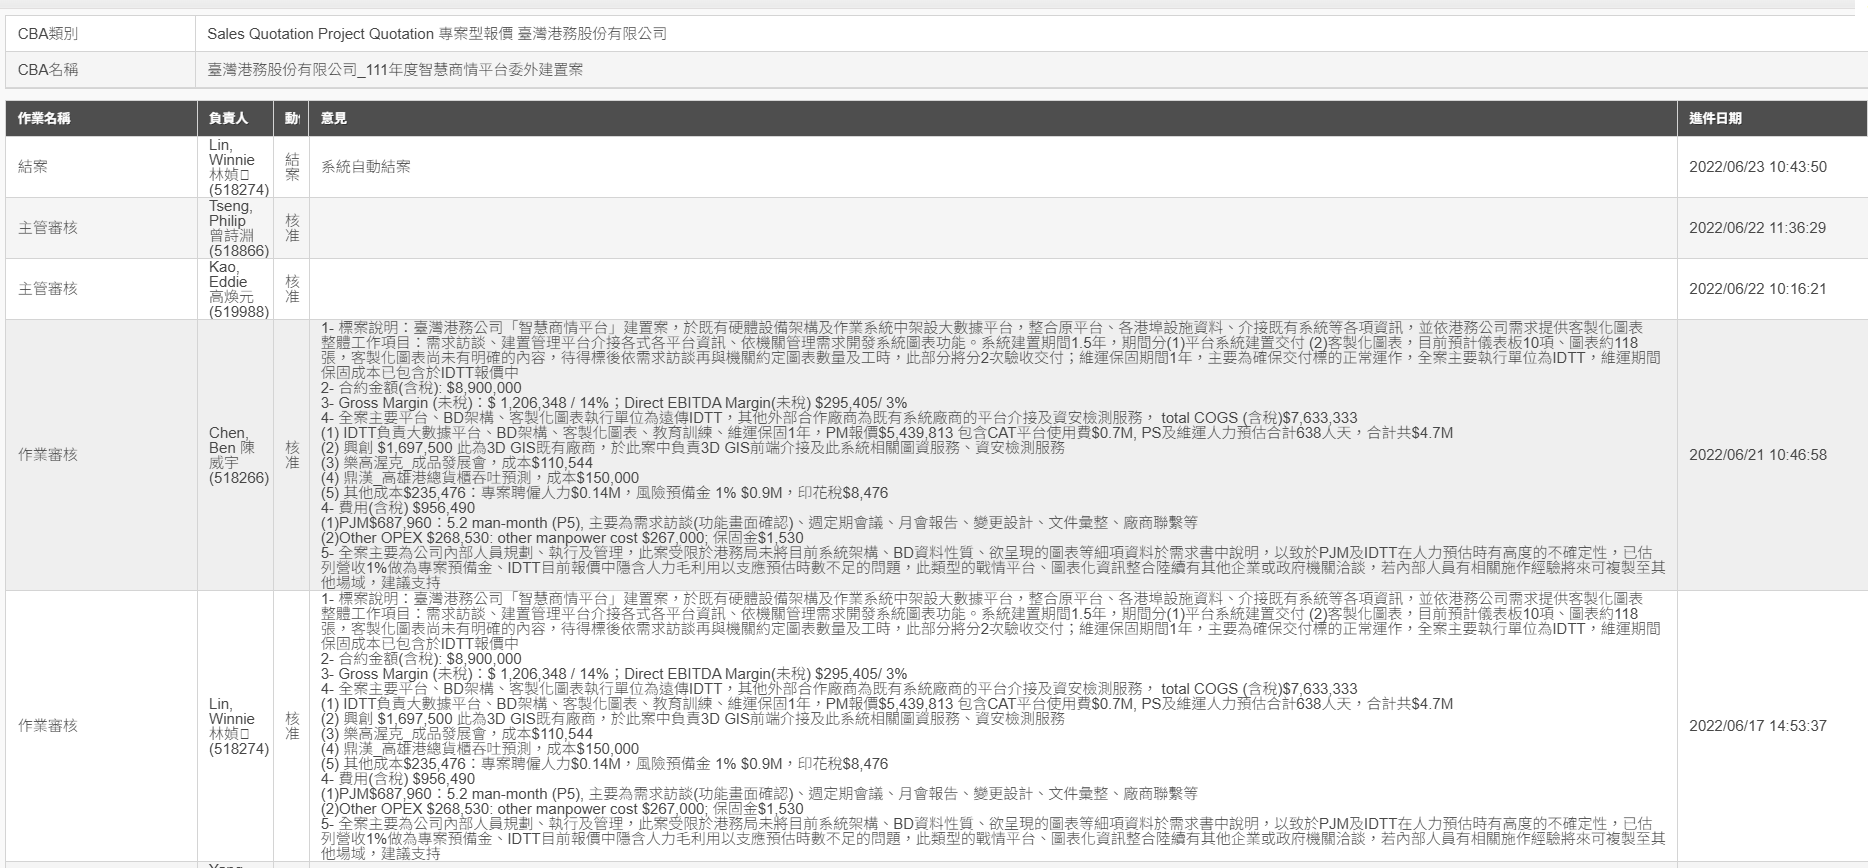 CBA類別 Sales Quotation Project Quotation 專案型報價 臺灣港務股份有限公司
CBA名稱 臺灣港務股份有限公司_111年度智慧商情平台委外建置案
作業名稱 負責人 動 意見 進件日期
結案
Lin,
Winnie
林媜
(518274)
結
案
系統自動結案
2022/06/23 10:43:50
主管審核
Tseng,
Philip
曾詩淵
(518866)
核
准
2022/06/22 11:36:29
主管審核
Kao,
Eddie
高煥元
(519988)
核
准
2022/06/22 10:16:21
作業審核
Chen,
Ben 陳
威宇
(518266)
核
准
1- 標案說明：臺灣港務公司「智慧商情平台」建置案，於既有硬體設備架構及作業系統中架設大數據平台，整合原平台、各港埠設施資料、介接既有系統等各項資訊，並依港務公司需求提供客製化圖表
整體工作項目：需求訪談、建置管理平台介接各式各平台資訊、依機關管理需求開發系統圖表功能。系統建置期間1.5年，期間分(1)平台系統建置交付 (2)客製化圖表，目前預計儀表板10項、圖表約118
張，客製化圖表尚未有明確的內容，待得標後依需求訪談再與機關約定圖表數量及工時，此部分將分2次驗收交付；維運保固期間1年，主要為確保交付標的正常運作，全案主要執行單位為IDTT，維運期間
保固成本已包含於IDTT報價中
2- 合約金額(含稅): $8,900,000
3- Gross Margin (未稅)：$ 1,206,348 / 14%；Direct EBITDA Margin(未稅) $295,405/ 3%
4- 全案主要平台、BD架構、客製化圖表執行單位為遠傳IDTT，其他外部合作廠商為既有系統廠商的平台介接及資安檢測服務， total COGS (含稅)$7,633,333
(1) IDTT負責大數據平台、BD架構、客製化圖表、教育訓練、維運保固1年，PM報價$5,439,813 包含CAT平台使用費$0.7M, PS及維運人力預估合計638人天，合計共$4.7M
(2) 興創 $1,697,500 此為3D GIS既有廠商，於此案中負責3D GIS前端介接及此系統相關圖資服務、資安檢測服務
(3) 樂高渥克_成品發展會，成本$110,544
(4) 鼎漢_高雄港總貨櫃吞吐預測，成本$150,000
(5) 其他成本$235,476：專案聘僱人力$0.14M，風險預備金 1% $0.9M，印花稅$8,476
4- 費用(含稅) $956,490
(1)PJM$687,960：5.2 man-month (P5), 主要為需求訪談(功能畫面確認)、週定期會議、月會報告、變更設計、文件彙整、廠商聯繫等
(2)Other OPEX $268,530: other manpower cost $267,000; 保固金$1,530
5- 全案主要為公司內部人員規劃、執行及管理，此案受限於港務局未將目前系統架構、BD資料性質、欲呈現的圖表等細項資料於需求書中說明，以致於PJM及IDTT在人力預估時有高度的不確定性，已估
列營收1%做為專案預備金、IDTT目前報價中隱含人力毛利用以支應預估時數不足的問題，此類型的戰情平台、圖表化資訊整合陸續有其他企業或政府機關洽談，若內部人員有相關施作經驗將來可複製至其
他場域，建議支持
2022/06/21 10:46:58
作業審核
Lin,
Winnie
林媜
(518274)
核
准
1- 標案說明：臺灣港務公司「智慧商情平台」建置案，於既有硬體設備架構及作業系統中架設大數據平台，整合原平台、各港埠設施資料、介接既有系統等各項資訊，並依港務公司需求提供客製化圖表
整體工作項目：需求訪談、建置管理平台介接各式各平台資訊、依機關管理需求開發系統圖表功能。系統建置期間1.5年，期間分(1)平台系統建置交付 (2)客製化圖表，目前預計儀表板10項、圖表約118
張，客製化圖表尚未有明確的內容，待得標後依需求訪談再與機關約定圖表數量及工時，此部分將分2次驗收交付；維運保固期間1年，主要為確保交付標的正常運作，全案主要執行單位為IDTT，維運期間
保固成本已包含於IDTT報價中
2- 合約金額(含稅): $8,900,000
3- Gross Margin (未稅)：$ 1,206,348 / 14%；Direct EBITDA Margin(未稅) $295,405/ 3%
4- 全案主要平台、BD架構、客製化圖表執行單位為遠傳IDTT，其他外部合作廠商為既有系統廠商的平台介接及資安檢測服務， total COGS (含稅)$7,633,333
(1) IDTT負責大數據平台、BD架構、客製化圖表、教育訓練、維運保固1年，PM報價$5,439,813 包含CAT平台使用費$0.7M, PS及維運人力預估合計638人天，合計共$4.7M
(2) 興創 $1,697,500 此為3D GIS既有廠商，於此案中負責3D GIS前端介接及此系統相關圖資服務、資安檢測服務
(3) 樂高渥克_成品發展會，成本$110,544
(4) 鼎漢_高雄港總貨櫃吞吐預測，成本$150,000
(5) 其他成本$235,476：專案聘僱人力$0.14M，風險預備金 1% $0.9M，印花稅$8,476
4- 費用(含稅) $956,490
(1)PJM$687,960：5.2 man-month (P5), 主要為需求訪談(功能畫面確認)、週定期會議、月會報告、變更設計、文件彙整、廠商聯繫等
(2)Other OPEX $268,530: other manpower cost $267,000; 保固金$1,530
5- 全案主要為公司內部人員規劃、執行及管理，此案受限於港務局未將目前系統架構、BD資料性質、欲呈現的圖表等細項資料於需求書中說明，以致於PJM及IDTT在人力預估時有高度的不確定性，已估
列營收1%做為專案預備金、IDTT目前報價中隱含人力毛利用以支應預估時數不足的問題，此類型的戰情平台、圖表化資訊整合陸續有其他企業或政府機關洽談，若內部人員有相關施作經驗將來可複製至其
他場域，建議支持
2022/06/17 14:53:37